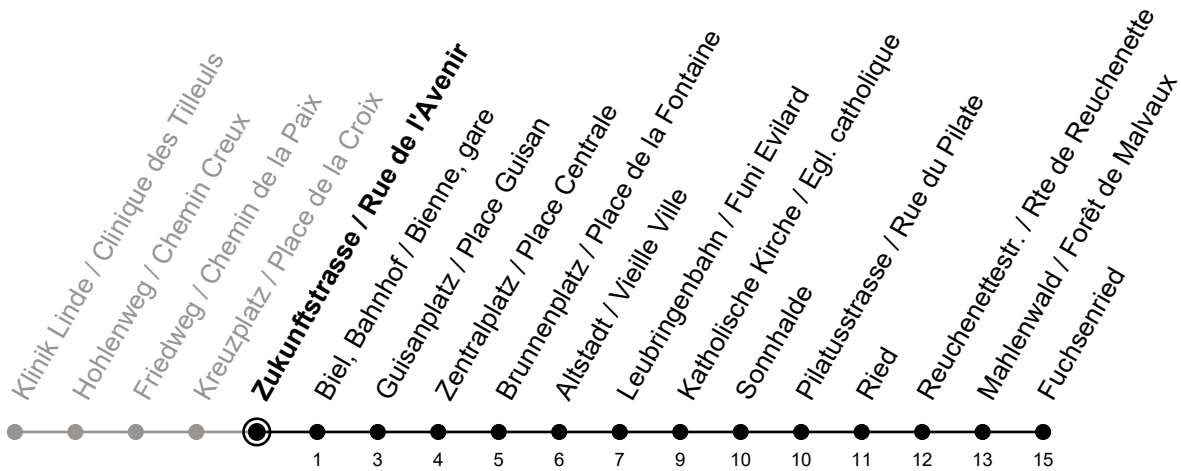 Klinik Linde / Clinique des Tilleuls
Hohlenweg / Chemin Creux
Friedweg / Chemin de la Paix
Kreuzplatz / Place de la Croix
Zukunftstrasse / Rue de l'Avenir
Biel, Bahnhof / Bienne, gare
Guisanplatz / Place Guisan
Zentralplatz / Place Centrale
Brunnenplatz / Place de la Fontaine
Altstadt / Vieille Ville
Leubringenbahn / Funi Evilard
Katholische Kirche / Egl. catholique
Sonnhalde
Pilatusstrasse / Rue du Pilate
Ried
Reuchenettestr. / Rte de Reuchenette
Mahlenwald / Forêt de Malvaux
Fuchsenried
1 3 4 5 6 7 9 10 10 11 12 13 15